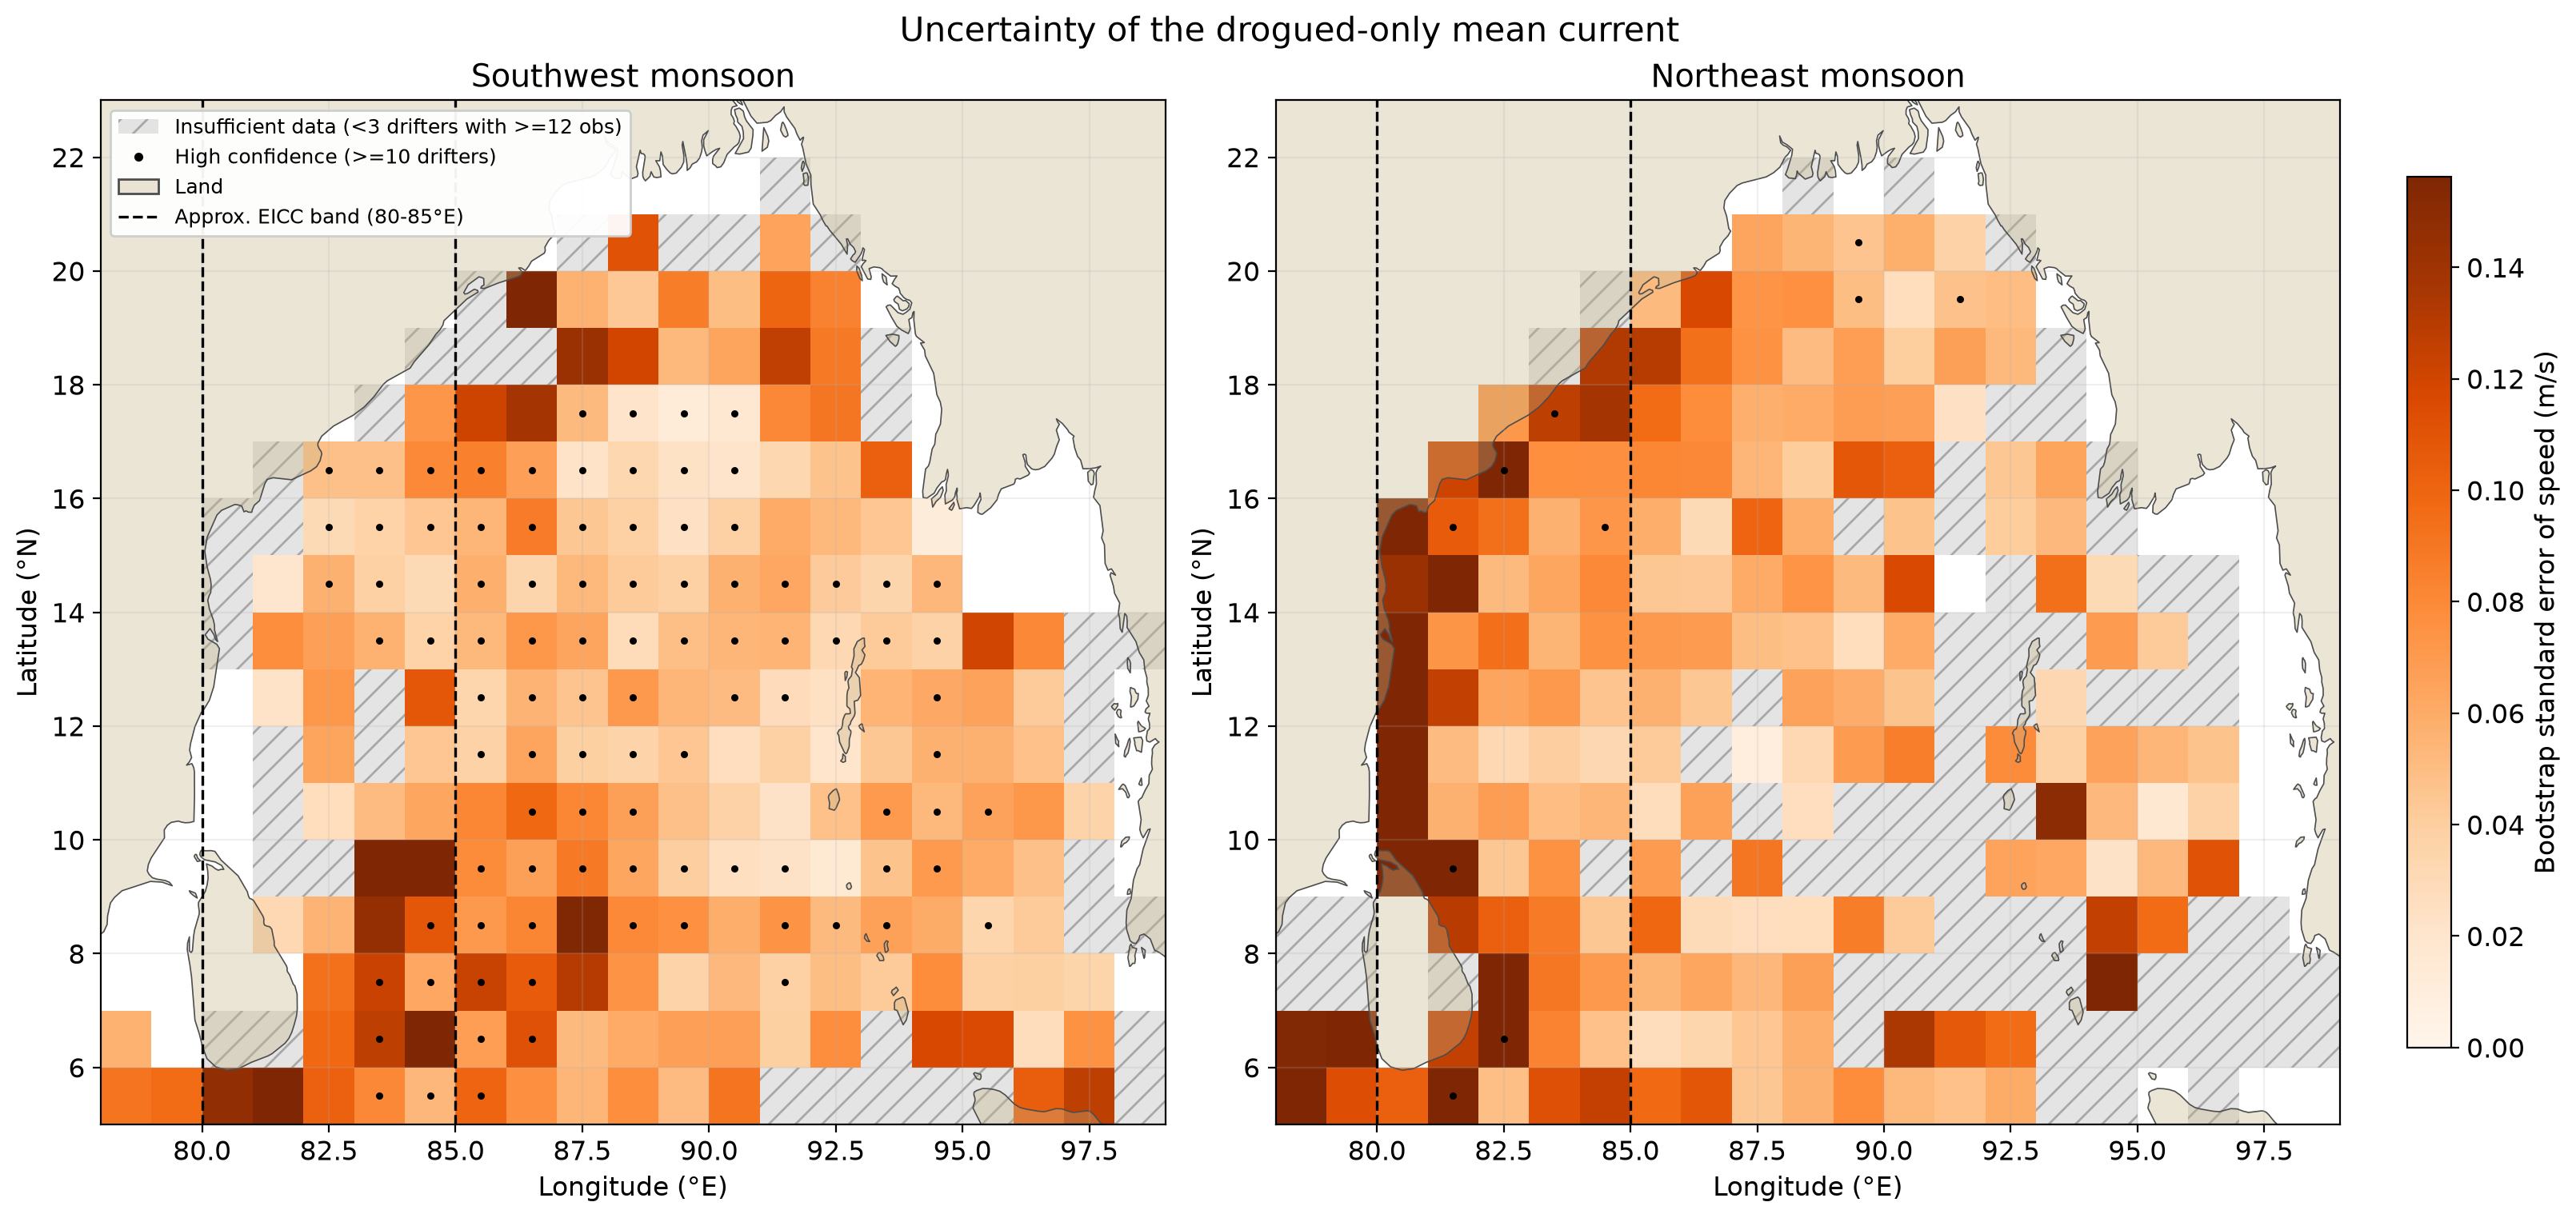 Uncertainty of the drogued-only mean current
Southwest monsoon
Insufficient data (<3 drifters with >=12 obs)
High confidence (>=10 drifters)
Land
Approx. EICC band (80-85°E)
22
20
18
16
14
12
10
8
6
Latitude (°N)
80.0 82.5 85.0 87.5 90.0 92.5 95.0 97.5
Longitude (°E)
Northeast monsoon
22
20
18
16
14
12
10
8
6
Latitude (°N)
80.0 82.5 85.0 87.5 90.0 92.5 95.0 97.5
Longitude (°E)
0.14
0.12
0.10
0.08
0.06
0.04
0.02
0.00
Bootstrap standard error of speed (m/s)